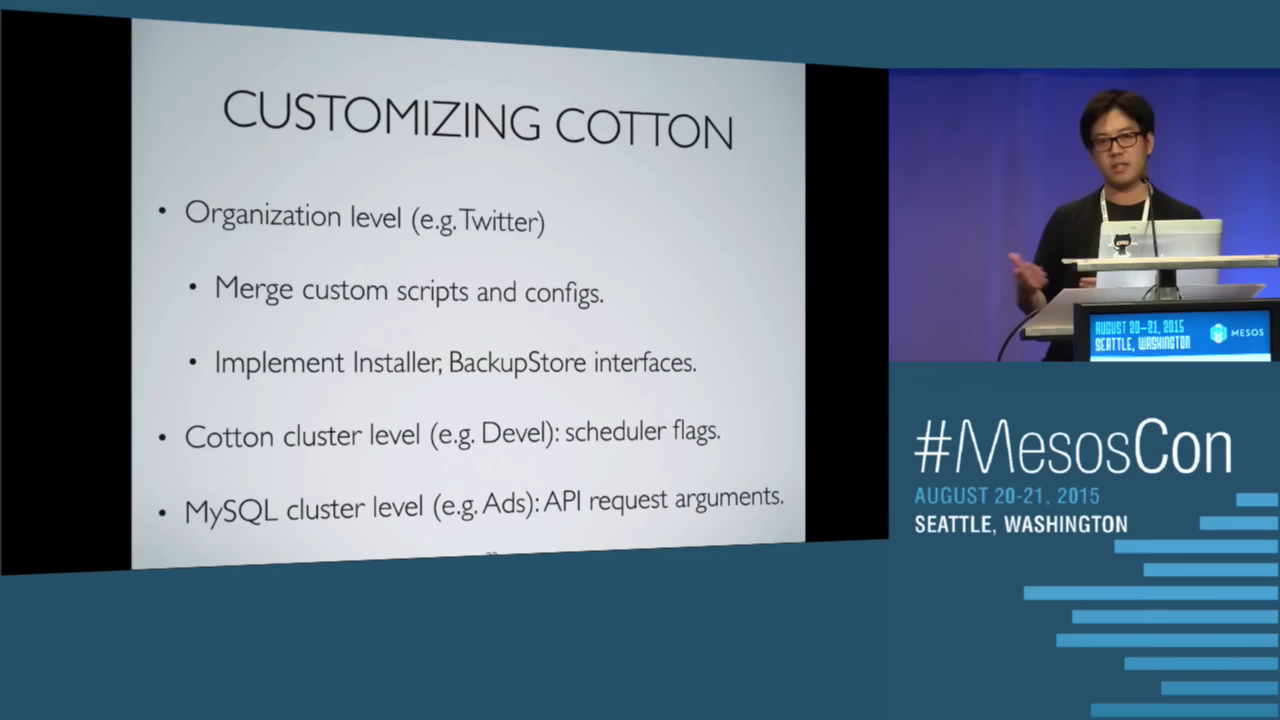 CUSTOMIZING COTTON
• Organization level (e.g. Twitter)
• Merge custom scripts and configs.
• Implement Installer, BackupStore interfaces.
• Cotton cluster level (e.g. Devel): scheduler flags.
• MySQL cluster level (e.g. Ads): API request arguments.
AUGUST 20-21, 2015
SEATTLE, WASHINGTON
MESOS
#MesosCon
AUGUST 20-21, 2015
SEATTLE, WASHINGTON